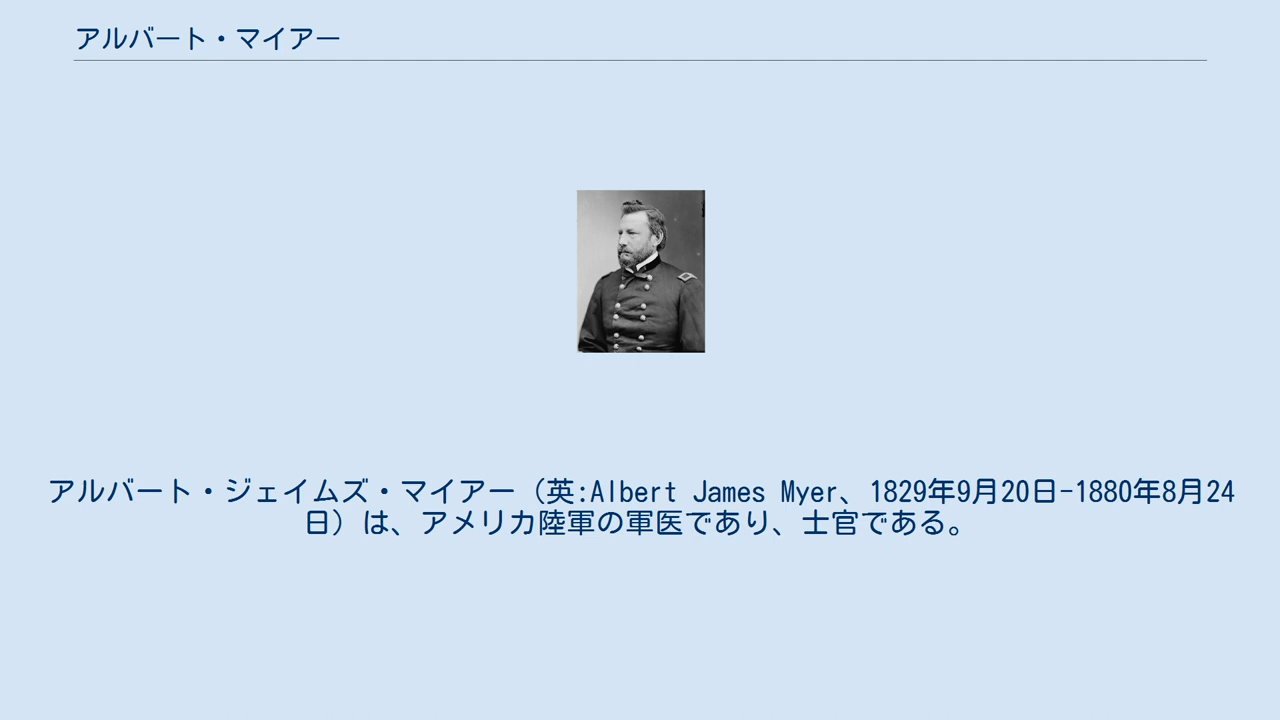 アルバート・マイアー
アルバート・ジェイムズ・マイアー（英:Albert James Myer、1829年9月20日-1880年8月24
日）は、アメリカ陸軍の軍医であり、士官である。